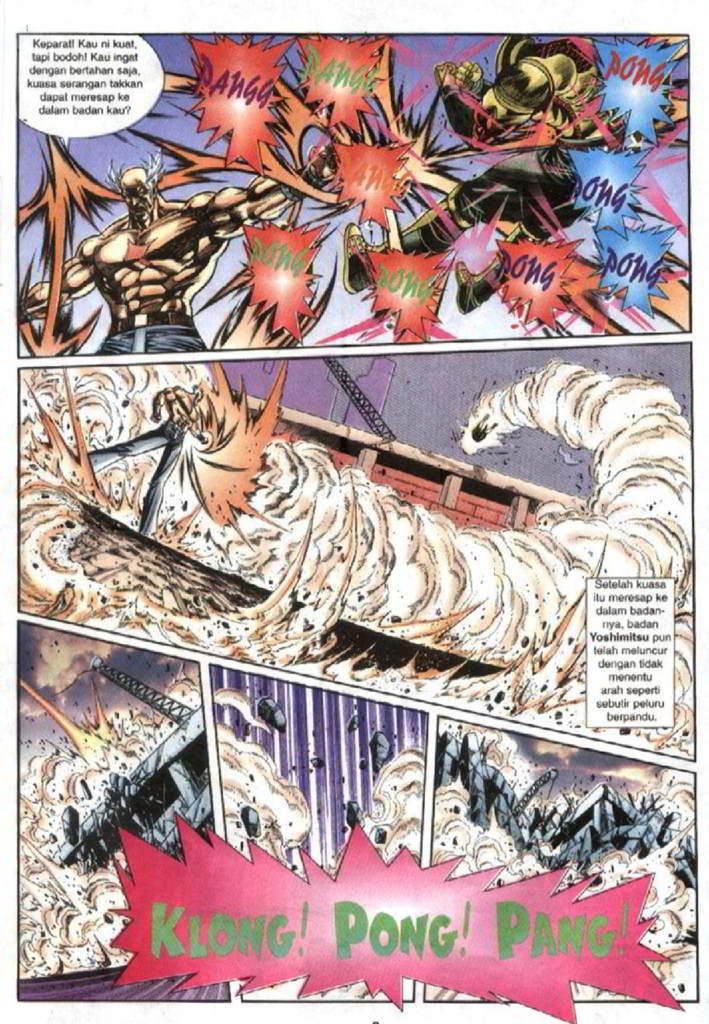 Keparat! Kau ni kuat,
tapi bodoh! Kau ingat
dengan bertahan saja,
kuasa serangan takkan
dapat meresap ke
dalam badan kau?
PANGG
PANGG
PONG
PANG
PONG
PONG
PONG
PONG
PONG
Setelah kuasa
itu meresap ke
dalam badan-
nya, badan
Yoshimitsu pun
telah meluncur
dengan tidak
menentu
arah seperti
sebutir peluru
berpandu.
KLONG! PONG! PANG!